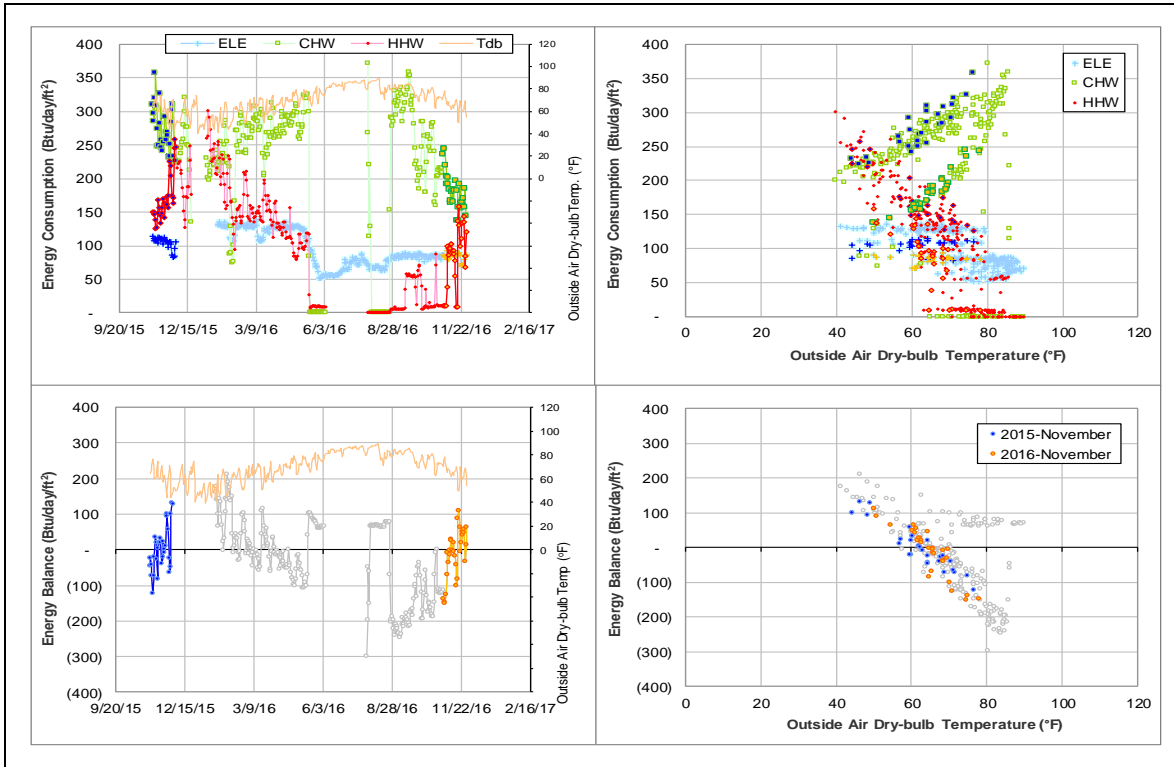 ELE CHW HHW Tdb
Energy Consumption (Btu/day/ft²)
400
350
300
250
200
150
100
50
-
120
100
80
60
40
20
0
Outside Air Dry-bulb Temp. (°F)
9/20/15 12/15/15 3/9/16 6/3/16 8/28/16 11/22/16 2/16/17
ELE
CHW
HHW
Energy Consumption (Btu/day/ft²)
400
350
300
250
200
150
100
50
-
0 20 40 60 80 100 120
Outside Air Dry-bulb Temperature (°F)
Energy Balance (Btu/day/ft²)
400
300
200
100
-
(100)
(200)
(300)
(400)
120
100
80
60
40
20
0
Outside Air Dry-bulb Temp (°F)
9/20/15 12/15/15 3/9/16 6/3/16 8/28/16 11/22/16 2/16/17
2015-November
2016-November
Energy Balance (Btu/day/ft²)
400
300
200
100
-
(100)
(200)
(300)
(400)
0 20 40 60 80 100 120
Outside Air Dry-bulb Temperature (°F)